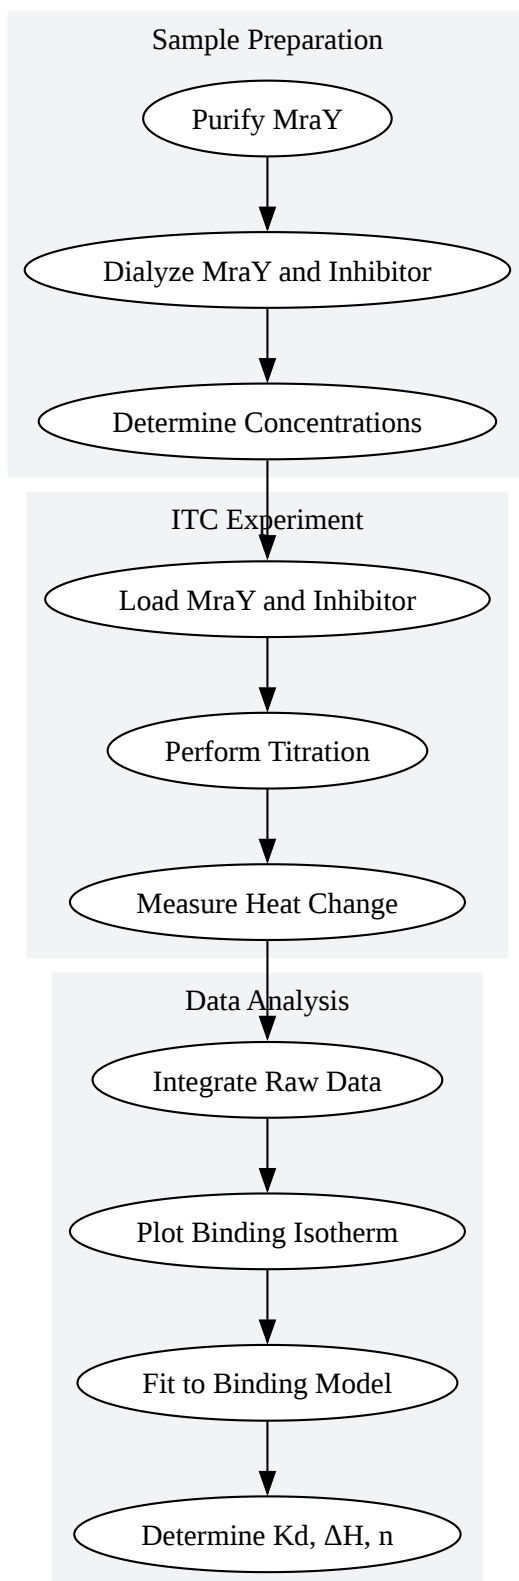 Sample Preparation
Purify MraY
Dialyze MraY and Inhibitor
Determine Concentrations
ITC Experiment
Load MraY and Inhibitor
Perform Titration
Measure Heat Change
Data Analysis
Integrate Raw Data
Plot Binding Isotherm
Fit to Binding Model
Determine Kd, ΔH, n